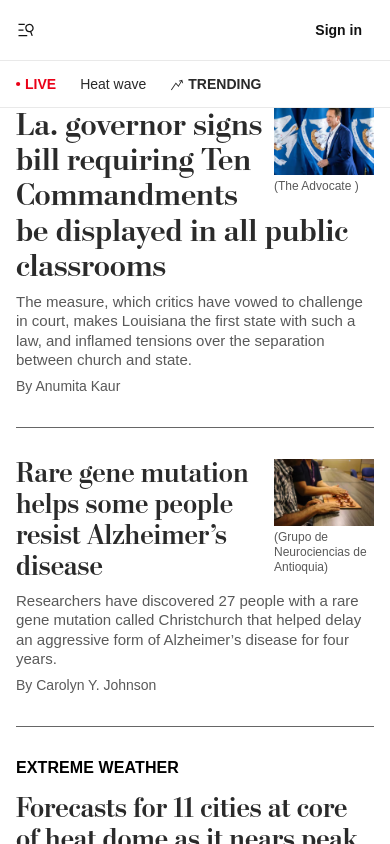 Sign in
LIVE
Heat wave
TRENDING
La. governor signs
bill requiring Ten
Commandments
be displayed in all public
classrooms
(The Advocate )
The measure, which critics have vowed to challenge
in court, makes Louisiana the first state with such a
law, and inflamed tensions over the separation
between church and state.
By Anumita Kaur
Rare gene mutation
helps some people
resist Alzheimer’s
disease
(Grupo de
Neurociencias de
Antioquia)
Researchers have discovered 27 people with a rare
gene mutation called Christchurch that helped delay
an aggressive form of Alzheimer’s disease for four
years.
By Carolyn Y. Johnson
EXTREME WEATHER
Forecasts for 11 cities at core
of heat dome as it nears peak